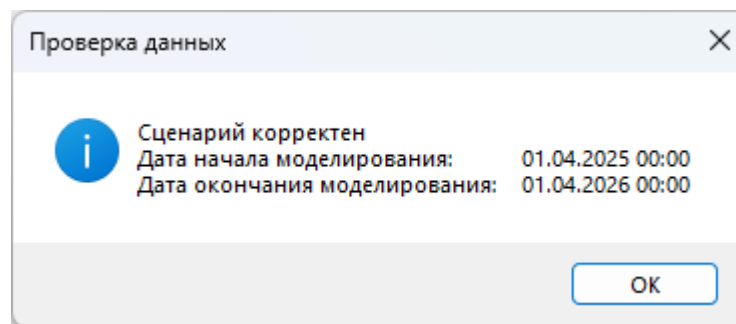 Проверка данных
Сценарий корректен
Дата начала моделирования: 01.04.2025 00:00
Дата окончания моделирования: 01.04.2026 00:00
ОК